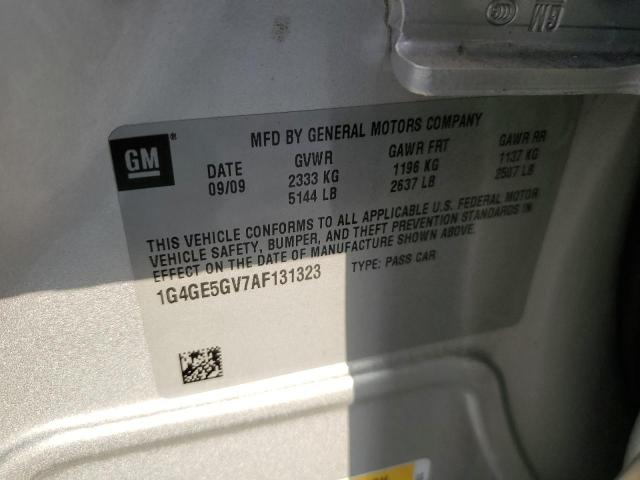 GM
GM ®
MFD BY GENERAL MOTORS COMPANY
DATE GVWR GAWR FRT GAWR RR
09/09 2333 KG 1196 KG 1137 KG
5144 LB 2637 LB 2507 LB
THIS VEHICLE CONFORMS TO ALL APPLICABLE U.S. FEDERAL MOTOR
VEHICLE SAFETY, BUMPER, AND THEFT PREVENTION STANDARDS IN
EFFECT ON THE DATE OF MANUFACTURE SHOWN ABOVE.
1G4GE5GV7AF131323 TYPE: PASS CAR